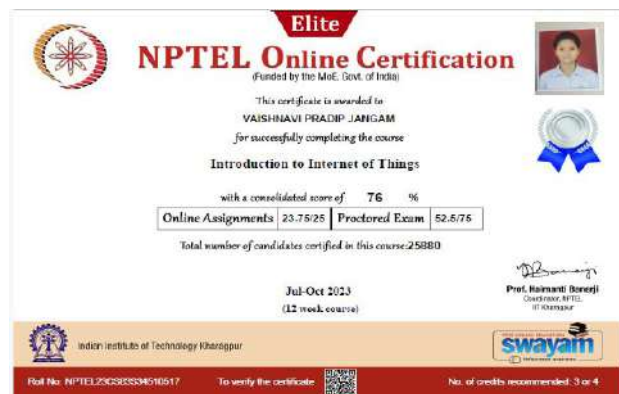 Elite
NPTEL Online Certification
(Funded by the MoE, Govt. of India)
This certificate is awarded to
VAISHNAVI PRADIP JANGAM
for successfully completing the course
Introduction to Internet of Things
with a consolidated score of 76 %
Online Assignments 23.75/25 Proctored Exam 52.5/75
Total number of candidates certified in this course:25880
Jul-Oct 2023
(12 week course)
Prof. Haimanti Banerji
Coordinator, NPTEL
IIT Kharagpur
Indian Institute of Technology Kharagpur
swayam
Roll No: NPTEL23CS83S34510517
To verify the certificate
No. of credits recommended: 3 or 4